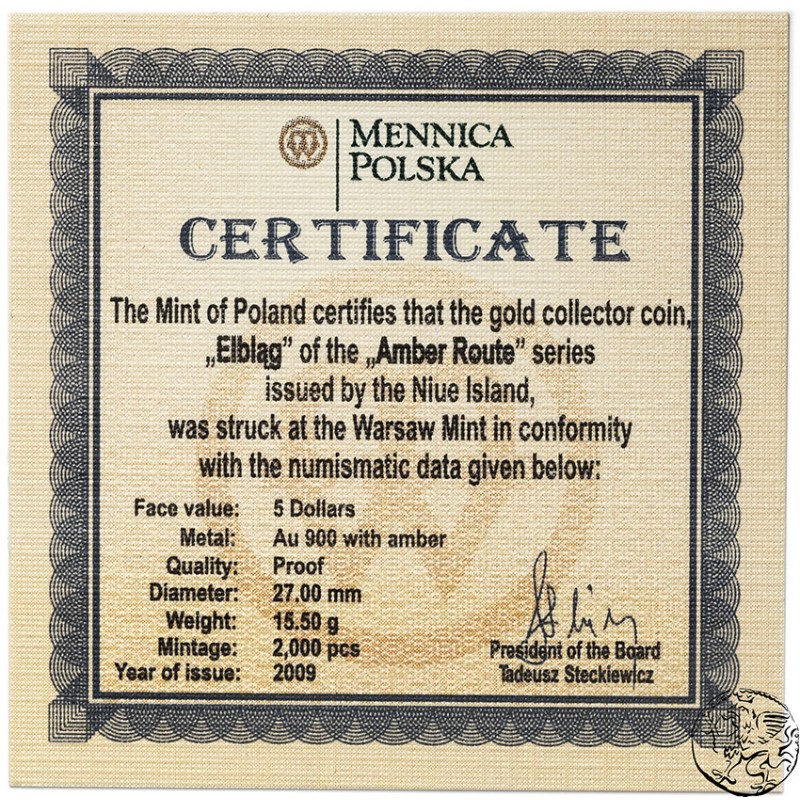 MENNICA
POLSKA
CERTIFICATE
The Mint of Poland certifies that the gold collector coin,
„Elbląg” of the „Amber Route” series
issued by the Niue Island,
was struck at the Warsaw Mint in conformity
with the numismatic data given below:
Face value: 5 Dollars
Metal: Au 900 with amber
Quality: Proof
Diameter: 27.00 mm
Weight: 15.50 g
Mintage: 2,000 pcs
Year of issue: 2009
President of the Board
Tadeusz Steckiewicz